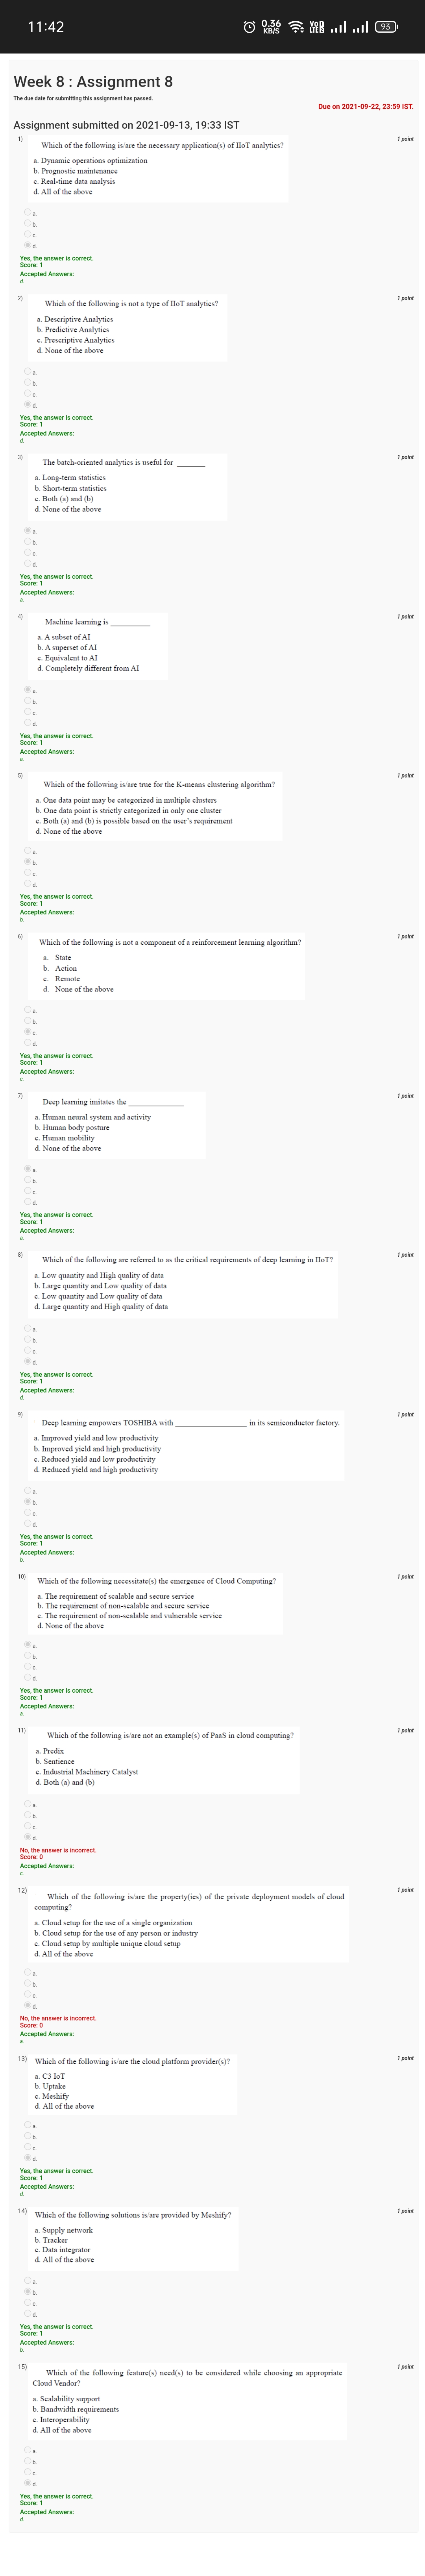 11:42
0.36
KB/S
Vo B
LTE 2
93
Week 8 : Assignment 8
The due date for submitting this assignment has passed.
Due on 2021-09-22, 23:59 IST.
Assignment submitted on 2021-09-13, 19:33 IST
1) 1 point
Which of the following is/are the necessary application(s) of IIoT analytics?
a. Dynamic operations optimization
b. Prognostic maintenance
c. Real-time data analysis
d. All of the above
a.
b.
c.
d.
Yes, the answer is correct.
Score: 1
Accepted Answers:
d.
2) 1 point
Which of the following is not a type of IIoT analytics?
a. Descriptive Analytics
b. Predictive Analytics
c. Prescriptive Analytics
d. None of the above
a.
b.
c.
d.
Yes, the answer is correct.
Score: 1
Accepted Answers:
d.
3) 1 point
The batch-oriented analytics is useful for _______
a. Long-term statistics
b. Short-term statistics
c. Both (a) and (b)
d. None of the above
a.
b.
c.
d.
Yes, the answer is correct.
Score: 1
Accepted Answers:
a.
4) 1 point
Machine learning is __________
a. A subset of AI
b. A superset of AI
c. Equivalent to AI
d. Completely different from AI
a.
b.
c.
d.
Yes, the answer is correct.
Score: 1
Accepted Answers:
a.
5) 1 point
Which of the following is/are true for the K-means clustering algorithm?
a. One data point may be categorized in multiple clusters
b. One data point is strictly categorized in only one cluster
c. Both (a) and (b) is possible based on the user's requirement
d. None of the above
a.
b.
c.
d.
Yes, the answer is correct.
Score: 1
Accepted Answers:
b.
6) 1 point
Which of the following is not a component of a reinforcement learning algorithm?
a. State
b. Action
c. Remote
d. None of the above
a.
b.
c.
d.
Yes, the answer is correct.
Score: 1
Accepted Answers:
c.
7) 1 point
Deep learning imitates the ______________
a. Human neural system and activity
b. Human body posture
c. Human mobility
d. None of the above
a.
b.
c.
d.
Yes, the answer is correct.
Score: 1
Accepted Answers:
a.
8) 1 point
Which of the following are referred to as the critical requirements of deep learning in IIoT?
a. Low quantity and High quality of data
b. Large quantity and Low quality of data
c. Low quantity and Low quality of data
d. Large quantity and High quality of data
a.
b.
c.
d.
Yes, the answer is correct.
Score: 1
Accepted Answers:
d.
9) 1 point
Deep learning empowers TOSHIBA with __________________ in its semiconductor factory.
a. Improved yield and low productivity
b. Improved yield and high productivity
c. Reduced yield and low productivity
d. Reduced yield and high productivity
a.
b.
c.
d.
Yes, the answer is correct.
Score: 1
Accepted Answers:
b.
10) 1 point
Which of the following necessitate(s) the emergence of Cloud Computing?
a. The requirement of scalable and secure service
b. The requirement of non-scalable and secure service
c. The requirement of non-scalable and vulnerable service
d. None of the above
a.
b.
c.
d.
Yes, the answer is correct.
Score: 1
Accepted Answers:
a.
11) 1 point
Which of the following is/are not an example(s) of PaaS in cloud computing?
a. Predix
b. Sentience
c. Industrial Machinery Catalyst
d. Both (a) and (b)
a.
b.
c.
d.
No, the answer is incorrect.
Score: 0
Accepted Answers:
c.
12) 1 point
Which of the following is/are the property(ies) of the private deployment models of cloud
computing?
a. Cloud setup for the use of a single organization
b. Cloud setup for the use of any person or industry
c. Cloud setup by multiple unique cloud setup
d. All of the above
a.
b.
c.
d.
No, the answer is incorrect.
Score: 0
Accepted Answers:
a.
13) 1 point
Which of the following is/are the cloud platform provider(s)?
a. C3 IoT
b. Uptake
c. Meshify
d. All of the above
a.
b.
c.
d.
Yes, the answer is correct.
Score: 1
Accepted Answers:
d.
14) 1 point
Which of the following solutions is/are provided by Meshify?
a. Supply network
b. Tracker
c. Data integrator
d. All of the above
a.
b.
c.
d.
Yes, the answer is correct.
Score: 1
Accepted Answers:
b.
15) 1 point
Which of the following feature(s) need(s) to be considered while choosing an appropriate
Cloud Vendor?
a. Scalability support
b. Bandwidth requirements
c. Interoperability
d. All of the above
a.
b.
c.
d.
Yes, the answer is correct.
Score: 1
Accepted Answers:
d.